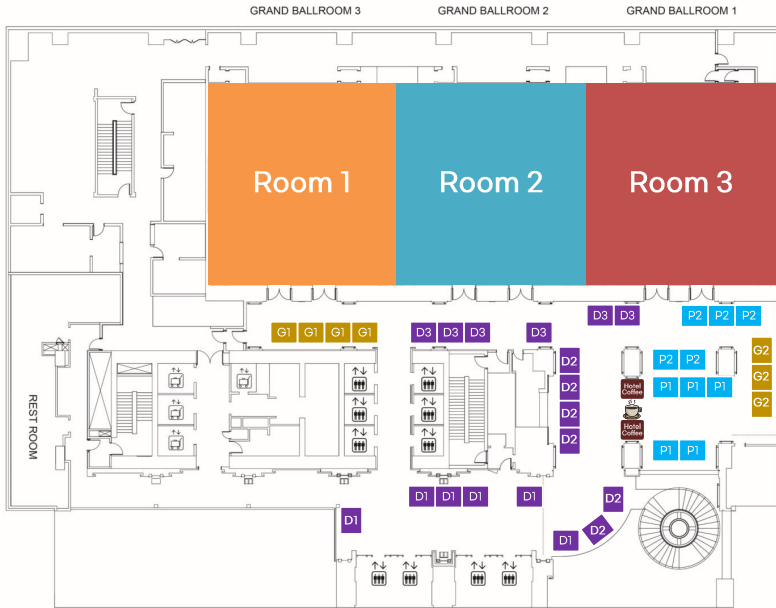 GRAND BALLROOM 3
GRAND BALLROOM 2
GRAND BALLROOM 1
Room 1
Room 2
Room 3
D3 D3 P2 P2 P2
G1 G1 G1 G1 D3 D3 D3 D3
G2
D2 P2 P2
G2
D2 Hotel Coffee P1 P1 P1
G2
D2
Hotel Coffee
D2
P1 P1
REST ROOM
D1 D1 D1 D1 D2
D1
D2
D1